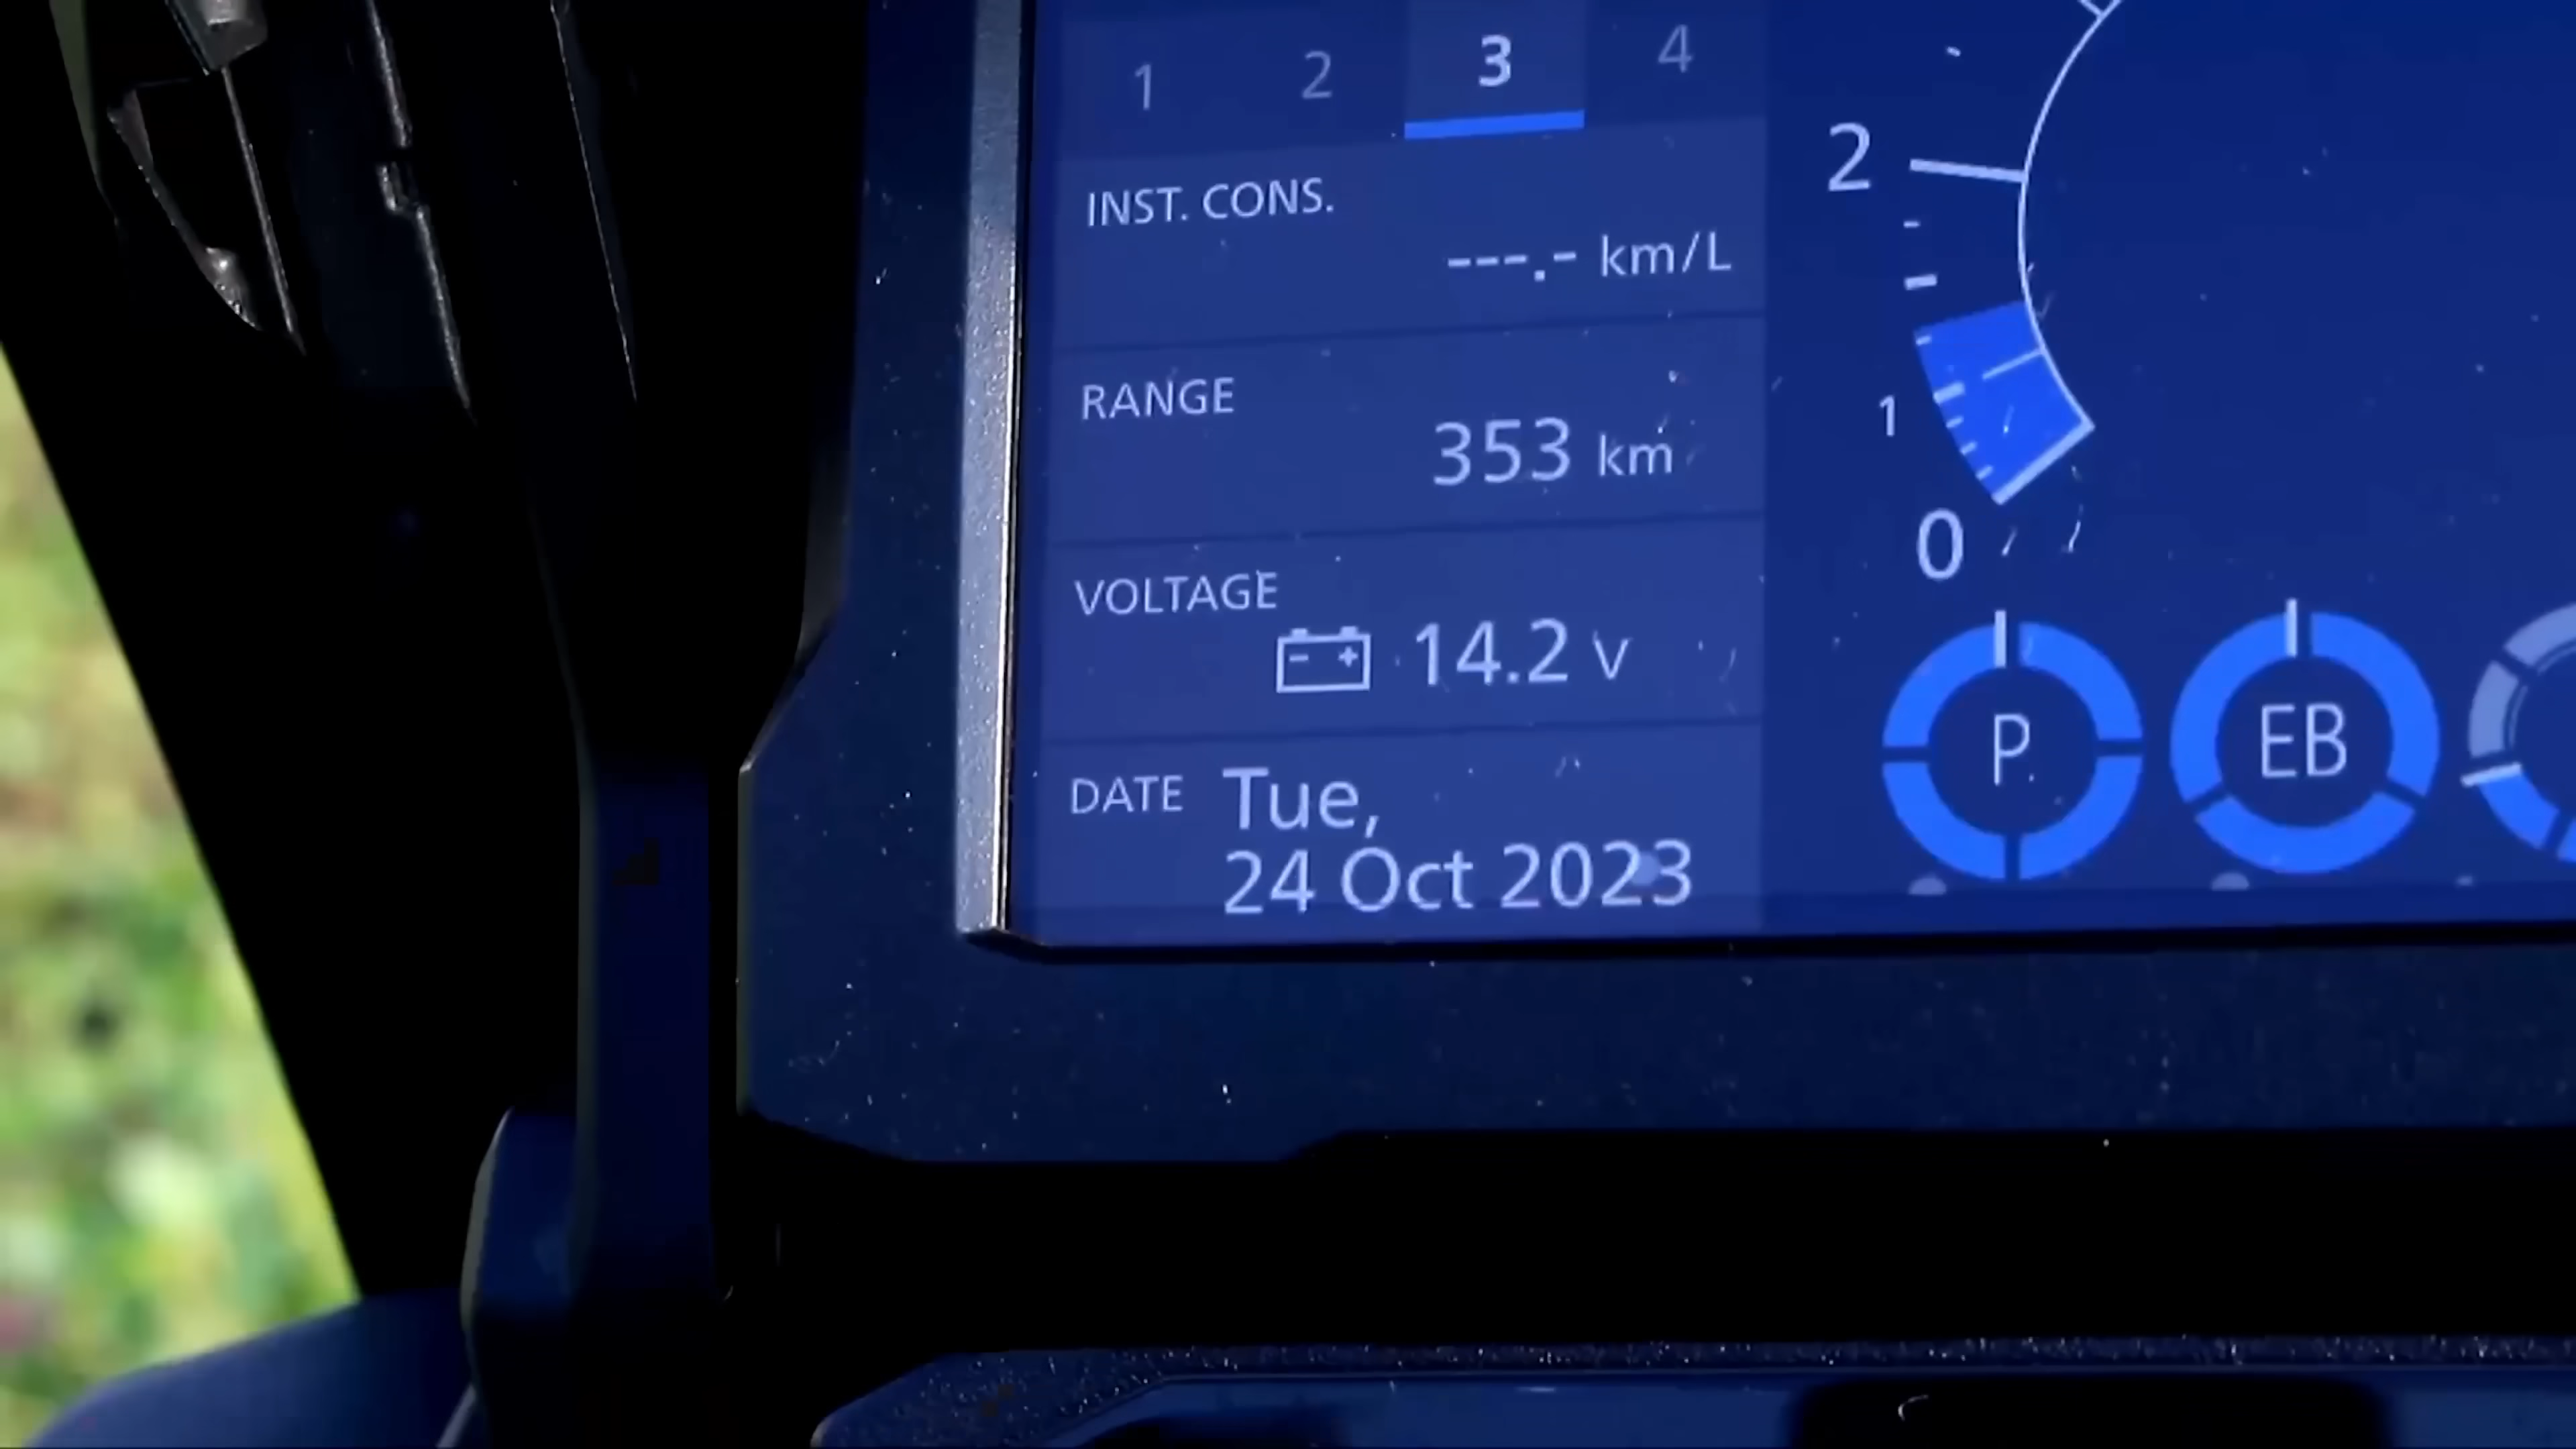 1 2 3 4
INST. CONS.
---.- km/L
RANGE
353 km
VOLTAGE
- + 14.2 V
DATE Tue,
24 Oct 2023
2
1
0
P EB